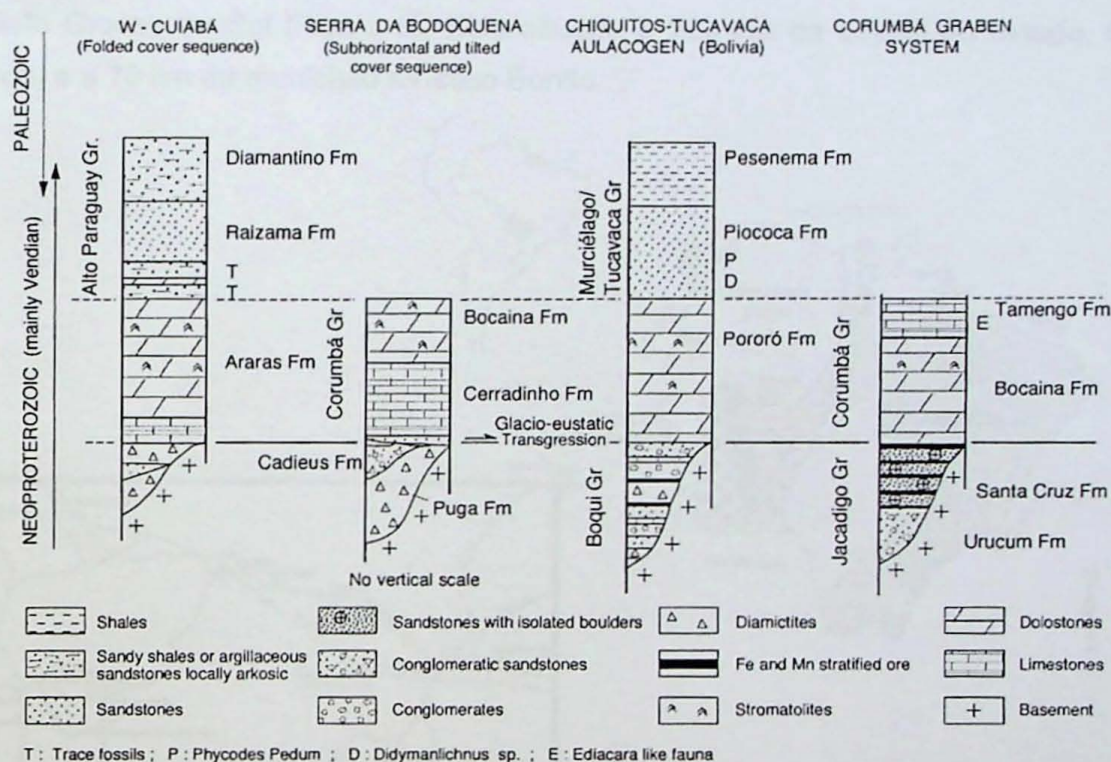 W - CUIABÁ
(Folded cover sequence)
SERRA DA BODOQUENA
(Subhorizontal and tilted
cover sequence)
CHIQUITOS-TUCAVACA
AULACOGEN (Bolivia)
CORUMBÁ GRABEN
SYSTEM
PALEOZOIC
NEOPROTEROZOIC (mainly Vendian)
Alto Paraguay Gr.
Diamantino Fm
Raizama Fm
T
T
Araras Fm
Corumbá Gr
Bocaina Fm
Cerradinho Fm
Glacio-eustatic
Transgression
Cadieus Fm
Puga Fm
No vertical scale
Murciélago/
Tucavaca Gr
Pesenema Fm
Piococa Fm
P
D
Pororó Fm
Boqui Gr
Corumbá Gr
Tamengo Fm
E
Bocaina Fm
Jacadigo Gr
Santa Cruz Fm
Urucum Fm
Shales
Sandstones with isolated boulders
Diamictites
Dolostones
Sandy shales or argillaceous
sandstones locally arkosic
Conglomeratic sandstones
Fe and Mn stratified ore
Limestones
Sandstones
Conglomerates
Stromatolites
Basement
T : Trace fossils ; P : Phycodes Pedum ; D : Didymanlichnus sp. ; E : Ediacara like fauna